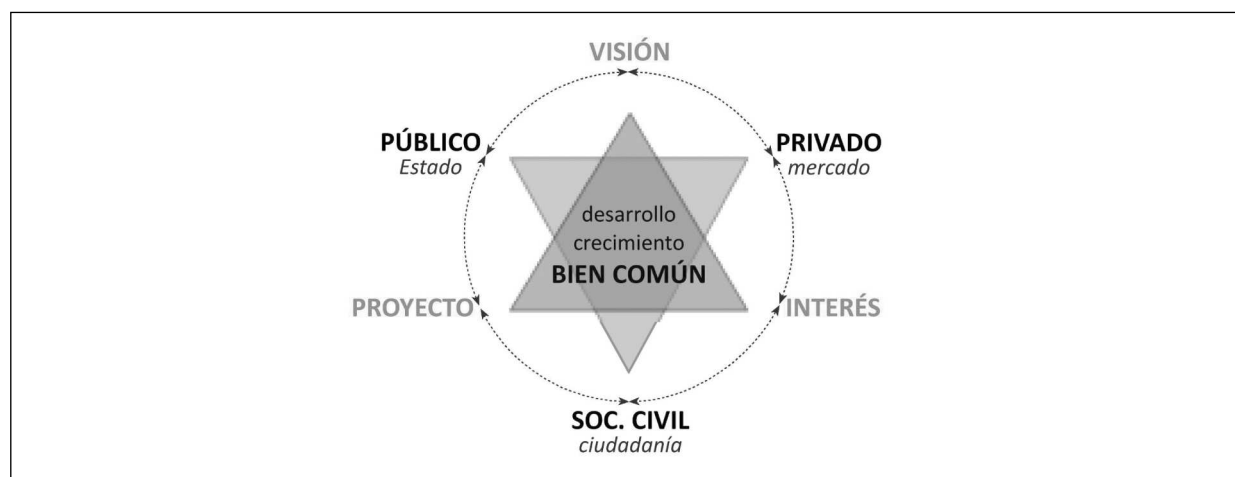 VISIÓN
PÚBLICO
Estado
PRIVADO
mercado
desarrollo
crecimiento
BIEN COMÚN
PROYECTO
INTERÉS
SOC. CIVIL
ciudadanía